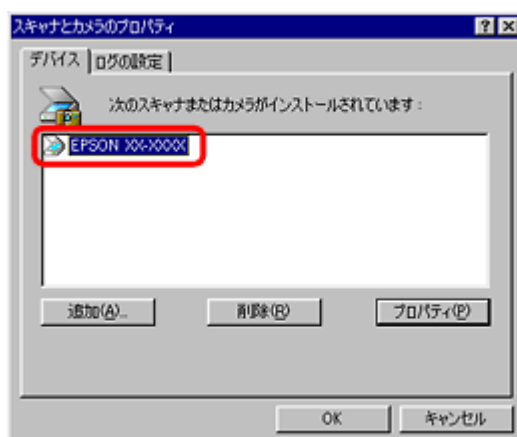 スキャナとカメラのプロパティ
デバイス ログの設定
次のスキャナまたはカメラがインストールされています：
EPSON XX-XXXX
追加(A)... 削除(R) プロパティ(P)
OK キャンセル